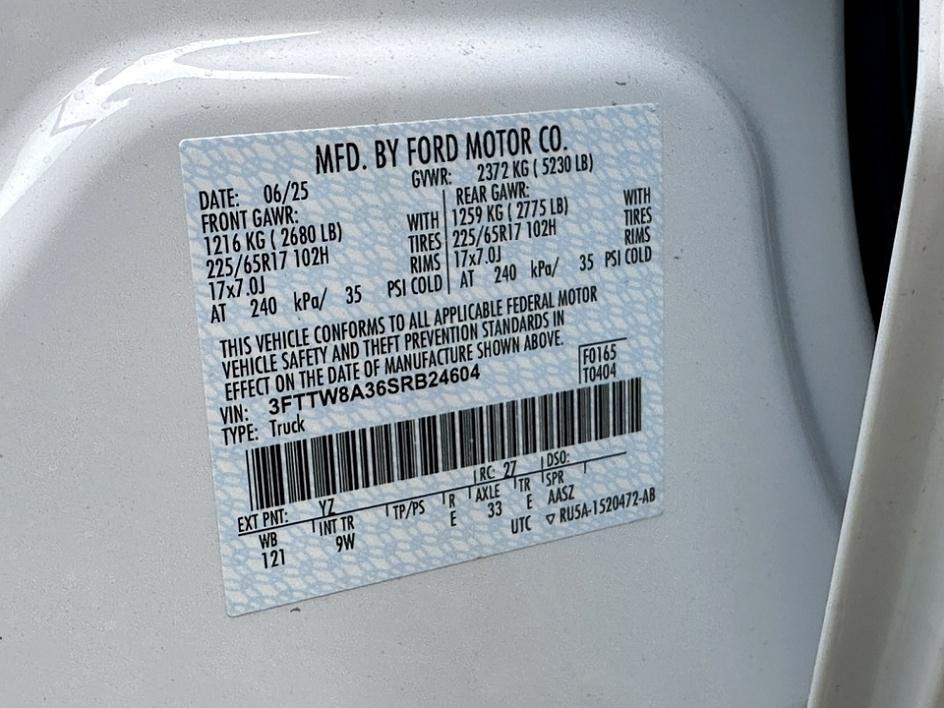 MFD. BY FORD MOTOR CO.
DATE: 06/25 GVWR: 2372 KG ( 5230 LB)
FRONT GAWR: REAR GAWR:
1216 KG ( 2680 LB) WITH 1259 KG ( 2775 LB) WITH
225/65R17 102H TIRES 225/65R17 102H TIRES
17x7.0J RIMS 17x7.0J RIMS
AT 240 kPa/ 35 PSI COLD AT 240 kPa/ 35 PSI COLD
THIS VEHICLE CONFORMS TO ALL APPLICABLE FEDERAL MOTOR
VEHICLE SAFETY AND THEFT PREVENTION STANDARDS IN
EFFECT ON THE DATE OF MANUFACTURE SHOWN ABOVE.
VIN: 3FTTW8A36SRB24604 F0165
TYPE: Truck T0404
EXT PNT: YZ RC: 27 DSO:
WB INT TR TP/PS R AXLE TR SPR
121 9W E 33 E AASZ
UTC ▽ RU5A-1520472-AB